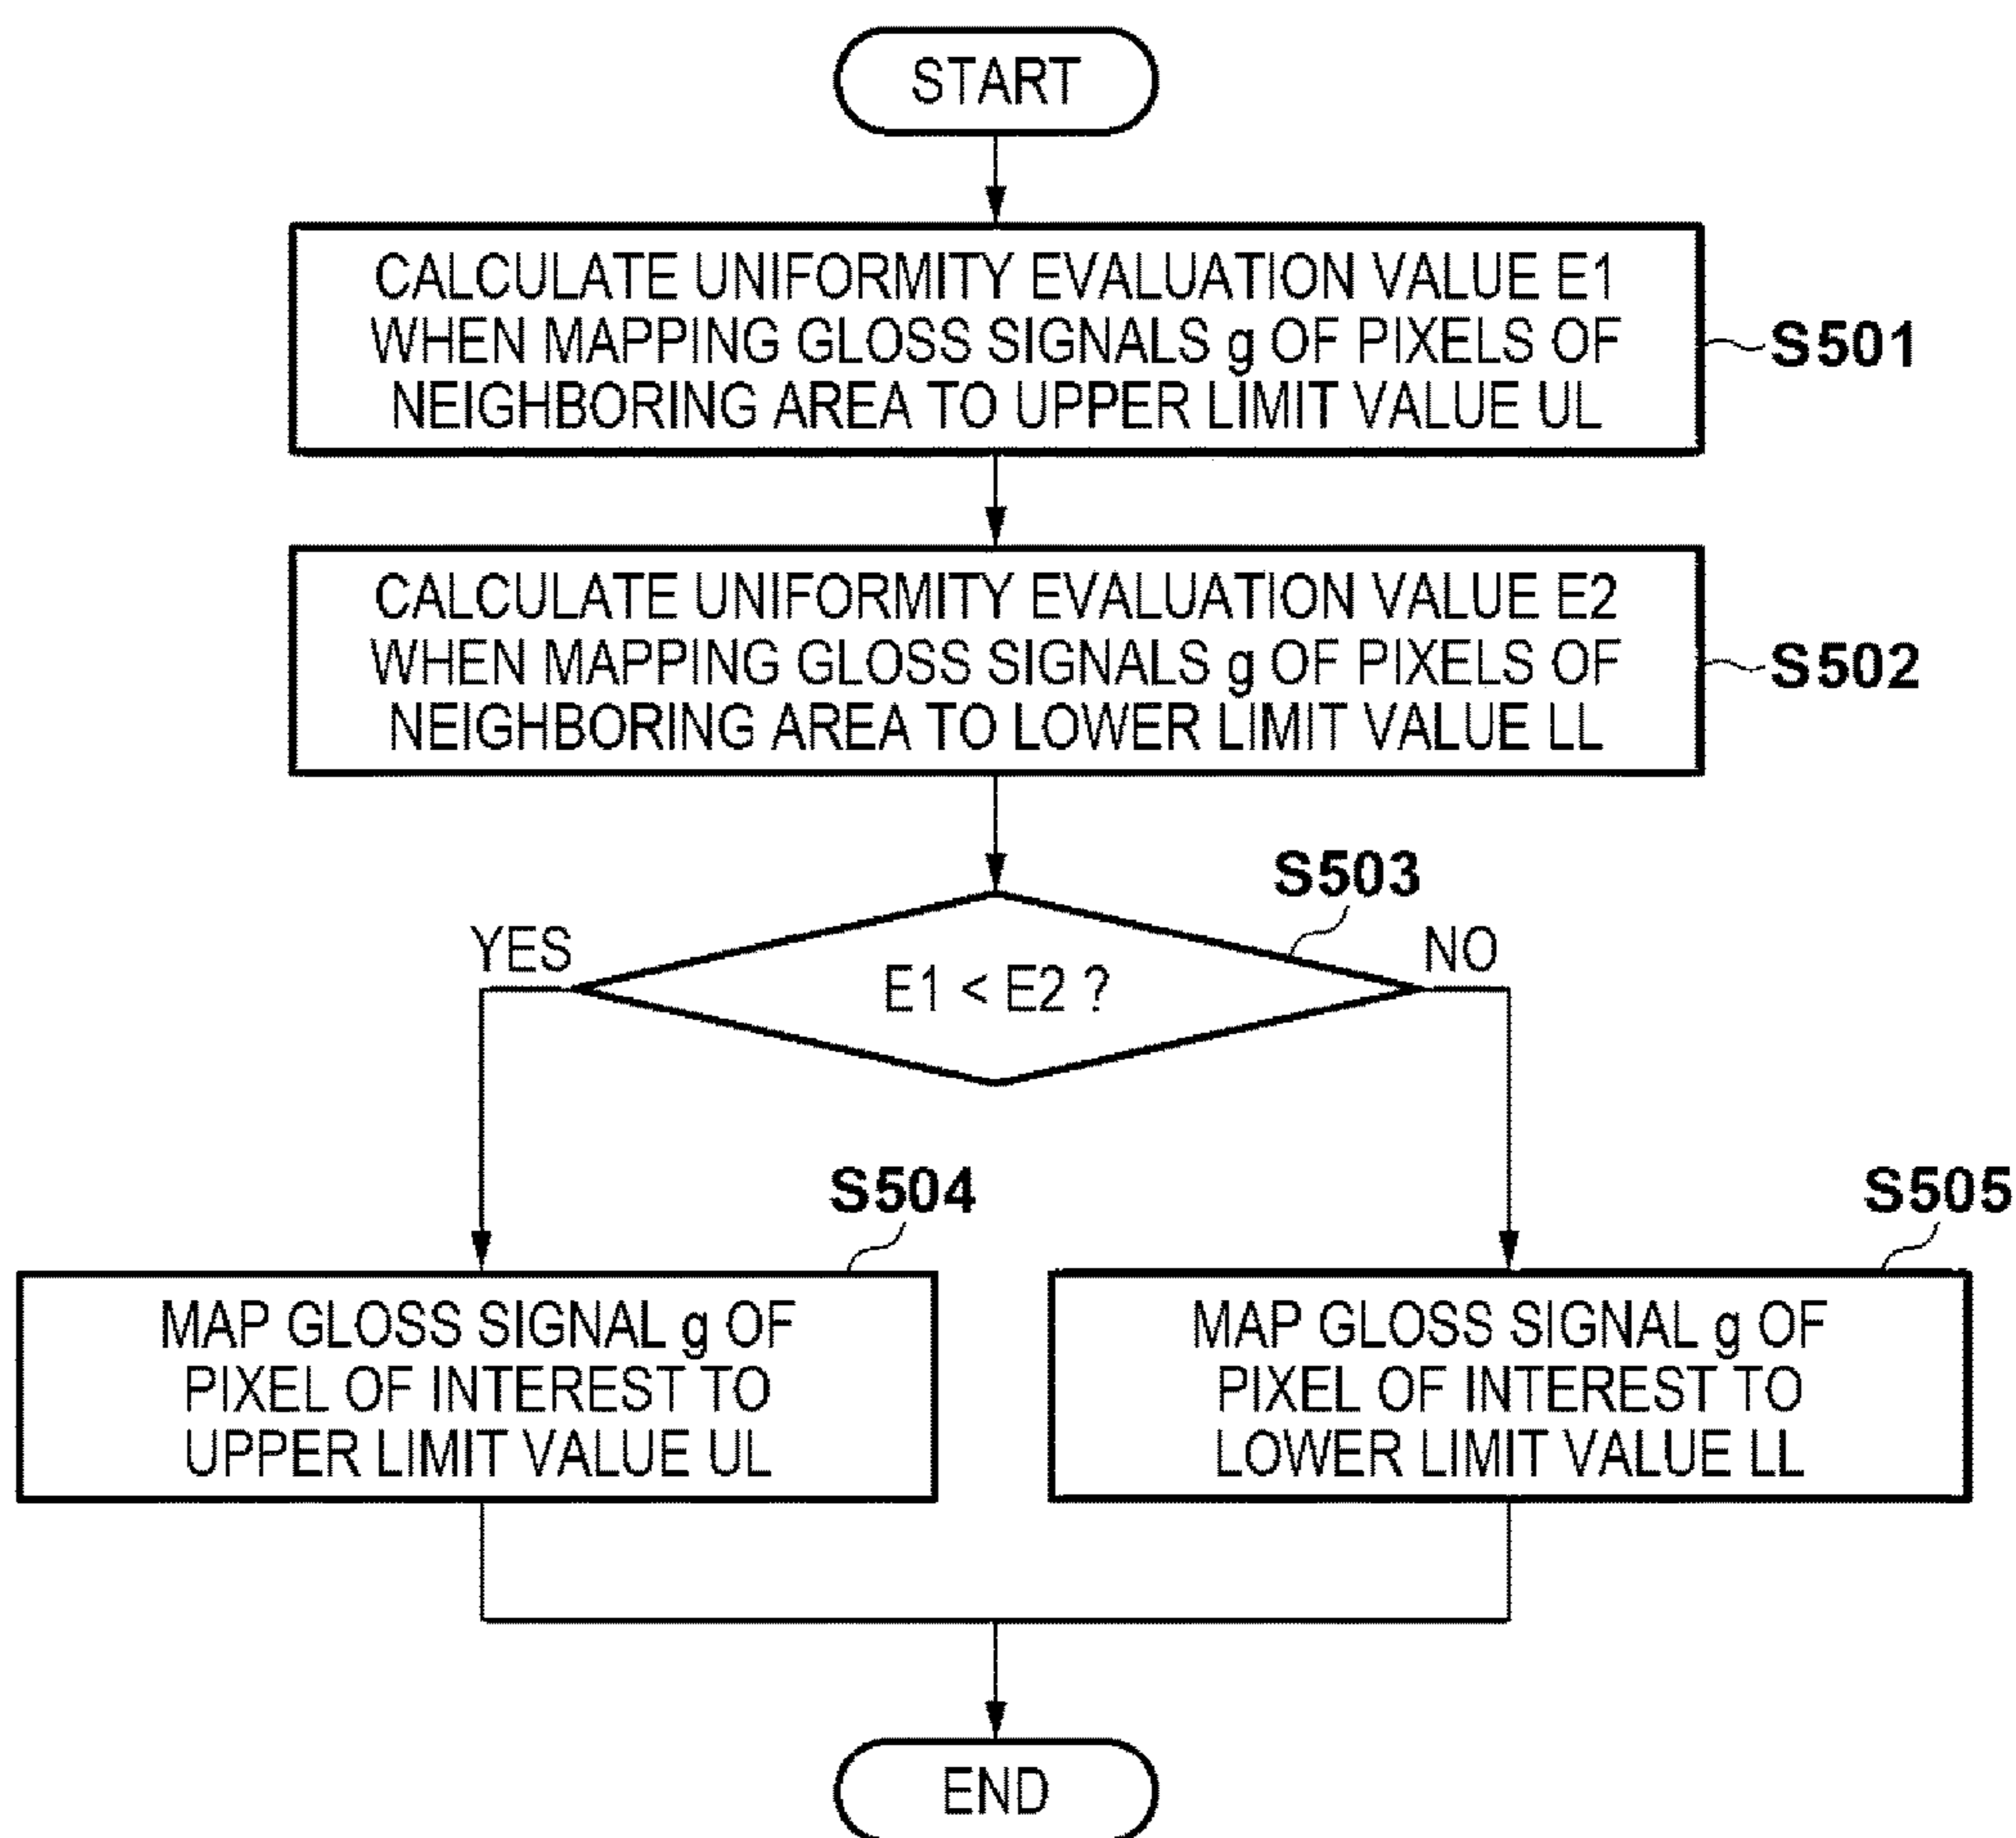 START
CALCULATE UNIFORMITY EVALUATION VALUE E1
WHEN MAPPING GLOSS SIGNALS g OF PIXELS OF
NEIGHBORING AREA TO UPPER LIMIT VALUE UL
S501
CALCULATE UNIFORMITY EVALUATION VALUE E2
WHEN MAPPING GLOSS SIGNALS g OF PIXELS OF
NEIGHBORING AREA TO LOWER LIMIT VALUE LL
S502
S503
YES
E1 < E2 ?
NO
S504
MAP GLOSS SIGNAL g OF
PIXEL OF INTEREST TO
UPPER LIMIT VALUE UL
S505
MAP GLOSS SIGNAL g OF
PIXEL OF INTEREST TO
LOWER LIMIT VALUE LL
END